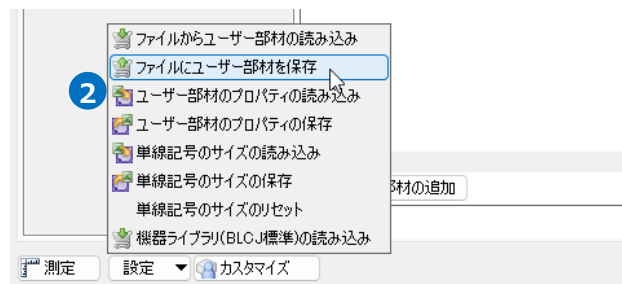 ファイルからユーザー部材の読み込み
ファイルにユーザー部材を保存
2
ユーザー部材のプロパティの読み込み
ユーザー部材のプロパティの保存
単線記号のサイズの読み込み
単線記号のサイズの保存
部材の追加
単線記号のサイズのリセット
機器ライブラリ(BLCJ標準)の読み込み
測定 設定 カスタマイズ